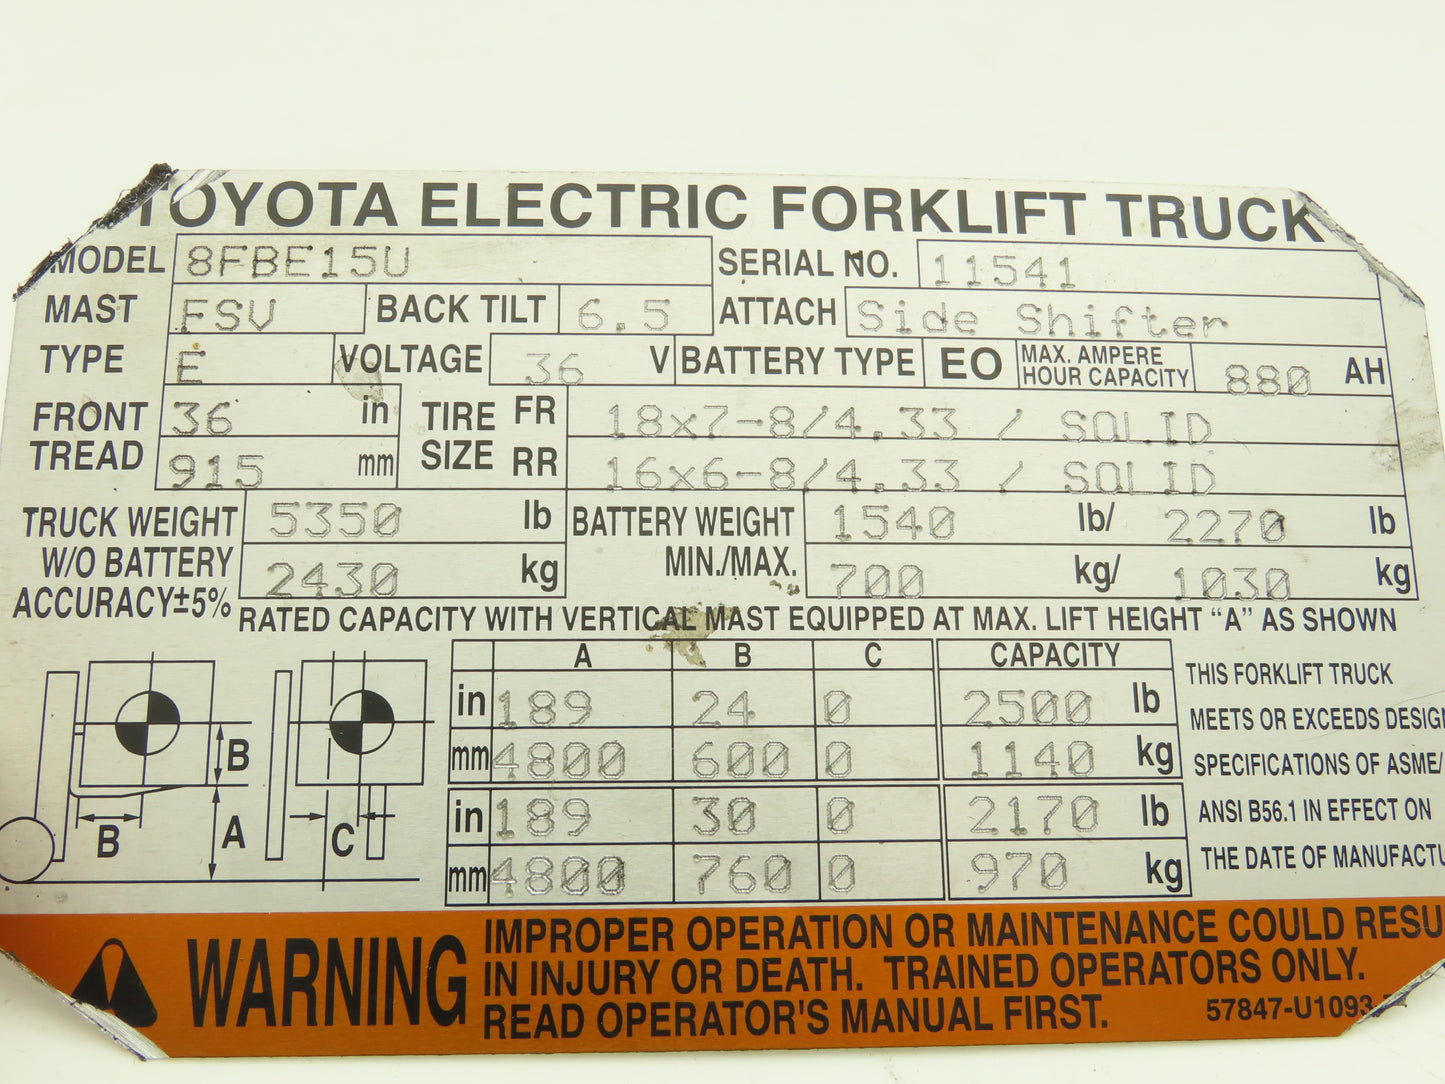 TOYOTA ELECTRIC FORKLIFT TRUCK
MODEL 8FBE15U SERIAL NO. 11541
MAST FSV BACK TILT 6.5 ATTACH Side Shifter
TYPE E VOLTAGE 36 V BATTERY TYPE EO MAX. AMPERE HOUR CAPACITY 880 AH
FRONT TREAD 36 in TIRE SIZE FR 18x7-8/4.33 / SOLID
915 mm RR 16x6-8/4.33 / SOLID
TRUCK WEIGHT 5350 lb BATTERY WEIGHT 1540 lb/ 2270 lb
W/O BATTERY 2430 kg MIN./MAX. 700 kg/ 1030 kg
ACCURACY±5%
RATED CAPACITY WITH VERTICAL MAST EQUIPPED AT MAX. LIFT HEIGHT “A” AS SHOWN
A B C CAPACITY
in 189 24 0 2500 lb
mm 4800 600 0 1140 kg
in 189 30 0 2170 lb
mm 4800 760 0 970 kg
B
B
A
C
THIS FORKLIFT TRUCK
MEETS OR EXCEEDS DESIGN
SPECIFICATIONS OF ASME/
ANSI B56.1 IN EFFECT ON
THE DATE OF MANUFACTU
WARNING
IMPROPER OPERATION OR MAINTENANCE COULD RESU
IN INJURY OR DEATH. TRAINED OPERATORS ONLY.
READ OPERATOR'S MANUAL FIRST.
57847-U1093